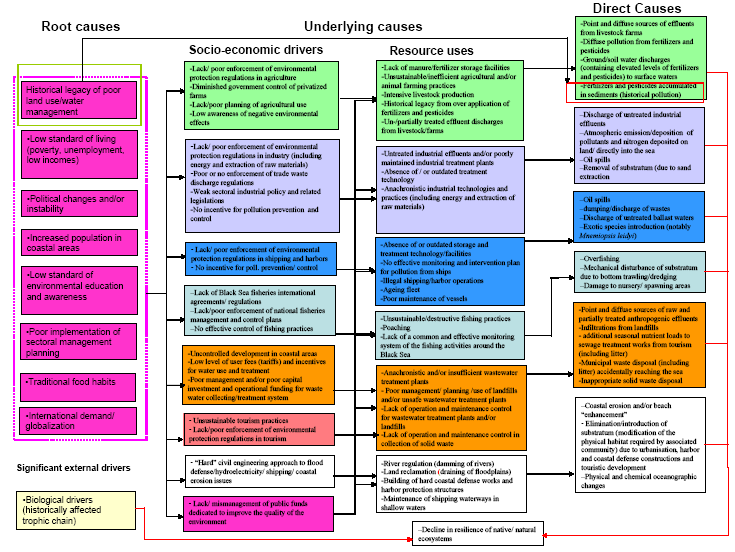 Root causes
Underlying causes
Direct Causes
Socio-economic drivers
Resource uses
Historical legacy of poor
land use/water
management
•Low standard of living
(poverty, unemployment,
low incomes)
•Political changes and/or
instability
•Increased population in
coastal areas
•Low standard of
environmental education
and awareness
•Poor implementation of
sectoral management
planning
•Traditional food habits
•International demand/
globalization
Significant external drivers
•Biological drivers
(historically affected
trophic chain)
-Lack/ poor enforcement of environmental
protection regulations in agriculture
-Diminished government control of privatized
farms
-Lack/poor planning of agricultural use
-Low awareness of negative environmental
effects
-Lack/ poor enforcement of environmental
protection regulations in industry (including
energy and extraction of raw materials)
-Poor or no enforcement of trade waste
discharge regulations
-Weak sectoral industrial policy and related
legislations
-No incentive for pollution prevention and
control
- Lack/ poor enforcement of environmental
protection regulations in shipping and harbors
- No incentive for poll. prevention/ control
-Lack of Black Sea fisheries international
agreements/ regulations
-Lack/poor enforcement of national fisheries
management and control plans
-No effective control of fishing practices
-Uncontrolled development in coastal areas
-Low level of user fees (tariffs) and incentives
for water use and treatment
-Poor management and/or poor capital
investment and operational funding for waste
water collecting/treatment system
-Unsustainable tourism practices
-Lack/poor enforcement of environmental
protection regulations in tourism
- "Hard" civil engineering approach to flood
defense/hydroelectricity/ shipping/ coastal
erosion issues
- Lack/ mismanagement of public funds
dedicated to improve the quality of the
environment
-Lack of manure/fertilizer storage facilities
-Unsustainable/inefficient agricultural and/or
animal farming practices
-Intensive livestock production
-Historical legacy from over application of
fertilizers and pesticides
-Un-/partially treated effluent discharges
from livestock/farms
-Untreated industrial effluents and/or poorly
maintained industrial treatment plants
-Absence of / or outdated treatment
technology
-Anachronistic industrial technologies and
practices (including energy and extraction of
raw materials)
-Absence of or outdated storage and
treatment technology/facilities
-No effective monitoring and intervention plan
for pollution from ships
-Illegal shipping/harbor operations
-Ageing fleet
-Poor maintenance of vessels
-Unsustainable/destructive fishing practices
-Poaching
-Lack of a common and effective monitoring
system of the fishing activities around the
Black Sea
-Anachronistic and/or insufficient wastewater
treatment plants
- Poor management/ planning /use of landfills
and/or unsafe wastewater treatment plants
-Lack of operation and maintenance control
for wastewater treatment plants and/or
landfills
-Lack of operation and maintenance control in
collection of solid waste
-River regulation (damming of rivers)
-Land reclamation (draining of floodplains)
-Building of hard coastal defense works and
harbor protection structures
-Maintenance of shipping waterways in
shallow waters
-Point and diffuse sources of effluents
from livestock farms
-Diffuse pollution from fertilizers and
pesticides
-Ground/soil water discharges
(containing elevated levels of fertilizers
and pesticides) to surface waters
-Fertilizers and pesticides accumulated
in sediments (historical pollution)
-Discharge of untreated industrial
effluents
-Atmospheric emission/deposition of
pollutants and nitrogen deposited on
land/ directly into the sea
-Oil spills
-Removal of substratum (due to sand
extraction)
-Oil spills
-dumping/discharge of wastes
-Discharge of untreated ballast waters
-Exotic species introduction (notably
Mnemiopsis leidyi)
-Overfishing
-Mechanical disturbance of substratum
due to bottom trawling/dredging
-Damage to nursery/ spawning areas
-Point and diffuse sources of raw and
partially treated anthropogenic effluents
-Infiltrations from landfills
- additional seasonal nutrient loads to
sewage treatment works from tourism
(including litter)
-Municipal waste disposal (including
litter) accidentally reaching the sea
-Inappropriate solid waste disposal
- Coastal erosion and/or beach
"enhancement"
- Elimination/introduction of
substratum (modification of the
physical habitat required by associated
community) due to urbanisation, harbor
and coastal defense constructions and
touristic development
-Physical and chemical oceanographic
changes
-Decline in resilience of native/ natural
ecosystems